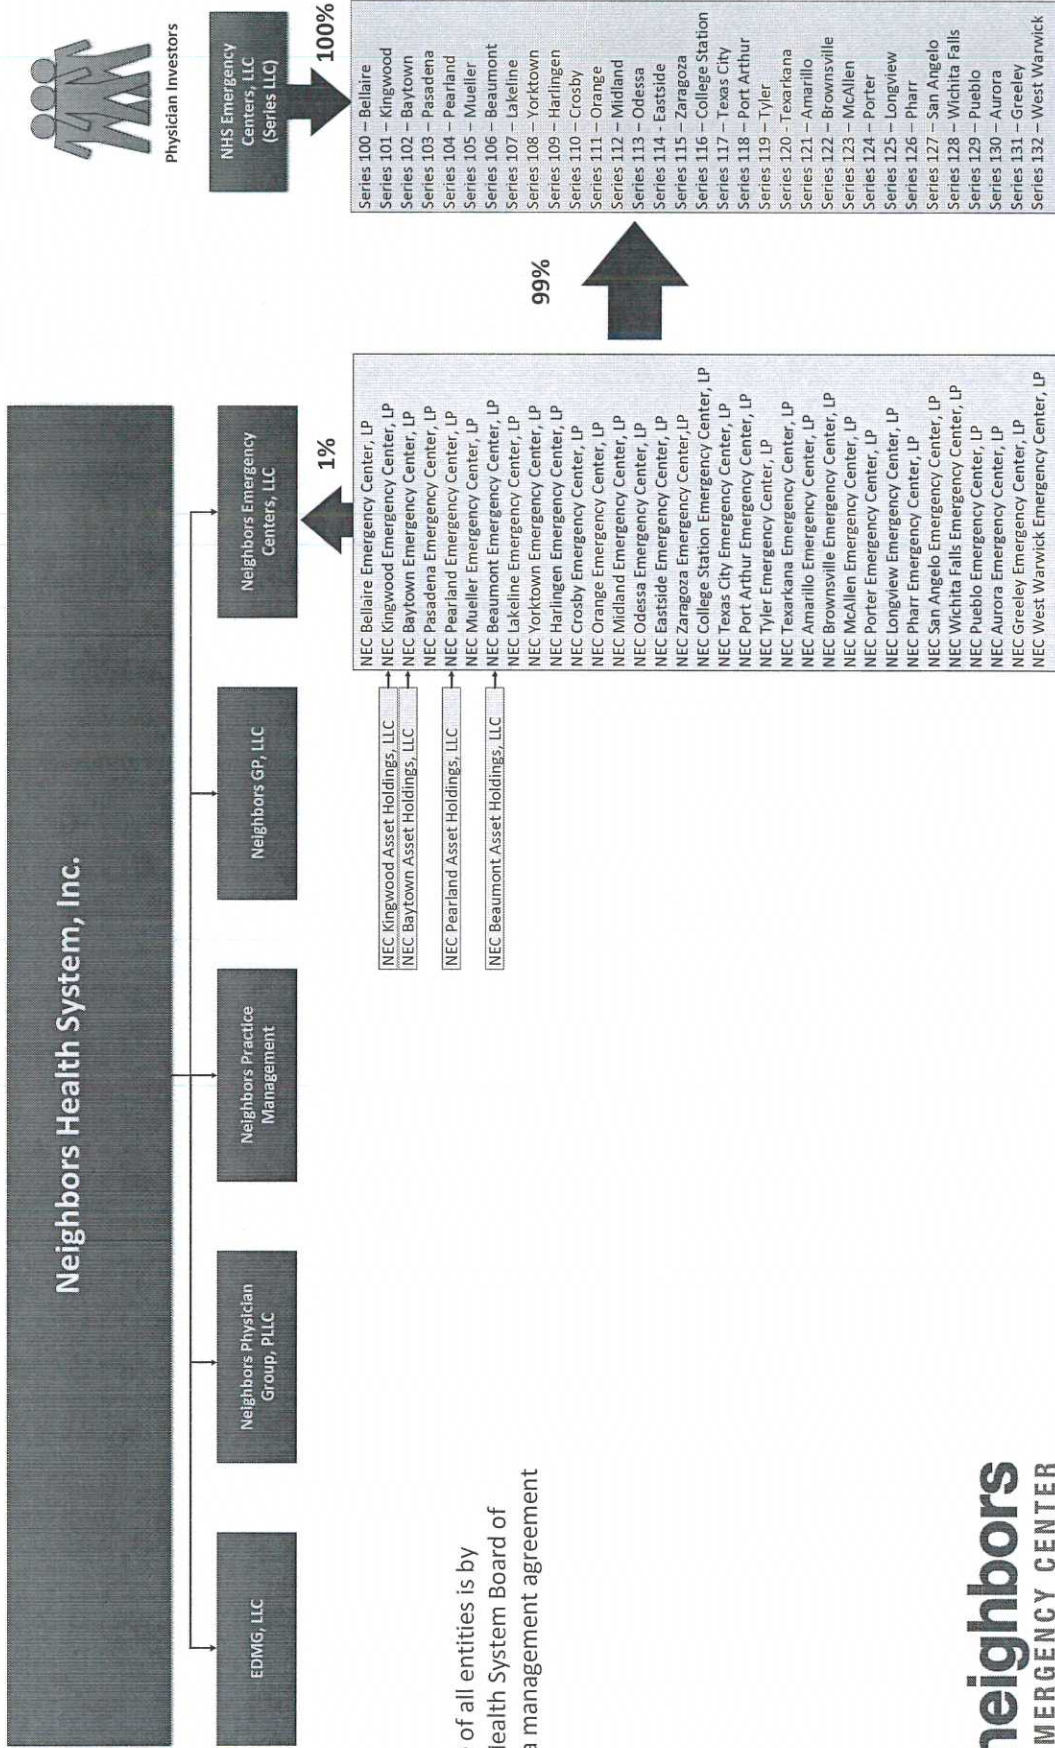 Neighbors Health System, Inc.
EDMG, LLC
Neighbors Physician
Group, PLLC
Neighbors Practice
Management
Neighbors GP, LLC
Neighbors Emergency
Centers, LLC
Physician Investors
NHS Emergency
Centers, LLC
(Series LLC)
100%
1%
99%
NEC Kingwood Asset Holdings, LLC
NEC Baytown Asset Holdings, LLC
NEC Pearland Asset Holdings, LLC
NEC Beaumont Asset Holdings, LLC
NEC Bellaire Emergency Center, LP
NEC Kingwood Emergency Center, LP
NEC Baytown Emergency Center, LP
NEC Pasadena Emergency Center, LP
NEC Pearland Emergency Center, LP
NEC Mueller Emergency Center, LP
NEC Beaumont Emergency Center, LP
NEC Lakeline Emergency Center, LP
NEC Yorktown Emergency Center, LP
NEC Harlingen Emergency Center, LP
NEC Crosby Emergency Center, LP
NEC Orange Emergency Center, LP
NEC Midland Emergency Center, LP
NEC Odessa Emergency Center, LP
NEC Eastside Emergency Center, LP
NEC Zaragoza Emergency Center,LP
NEC College Station Emergency Center, LP
NEC Texas City Emergency Center, LP
NEC Port Arthur Emergency Center, LP
NEC Tyler Emergency Center, LP
NEC Texarkana Emergency Center, LP
NEC Amarillo Emergency Center, LP
NEC Brownsville Emergency Center, LP
NEC McAllen Emergency Center, LP
NEC Porter Emergency Center, LP
NEC Longview Emergency Center, LP
NEC Pharr Emergency Center, LP
NEC San Angelo Emergency Center, LP
NEC Wichita Falls Emergency Center, LP
NEC Pueblo Emergency Center, LP
NEC Aurora Emergency Center, LP
NEC Greeley Emergency Center, LP
NEC West Warwick Emergency Center, LP
Series 100 – Bellaire
Series 101 – Kingwood
Series 102 – Baytown
Series 103 – Pasadena
Series 104 – Pearland
Series 105 – Mueller
Series 106 – Beaumont
Series 107 – Lakeline
Series 108 – Yorktown
Series 109 – Harlingen
Series 110 – Crosby
Series 111 – Orange
Series 112 – Midland
Series 113 – Odessa
Series 114 - Eastside
Series 115 – Zaragoza
Series 116 – College Station
Series 117 – Texas City
Series 118 – Port Arthur
Series 119 – Tyler
Series 120 - Texarkana
Series 121 – Amarillo
Series 122 – Brownsville
Series 123 – McAllen
Series 124 – Porter
Series 125 – Longview
Series 126 – Pharr
Series 127 – San Angelo
Series 128 – Wichita Falls
Series 129 – Pueblo
Series 130 – Aurora
Series 131 – Greeley
Series 132 – West Warwick
of all entities is by
Health System Board of
a management agreement
neighbors
EMERGENCY CENTER